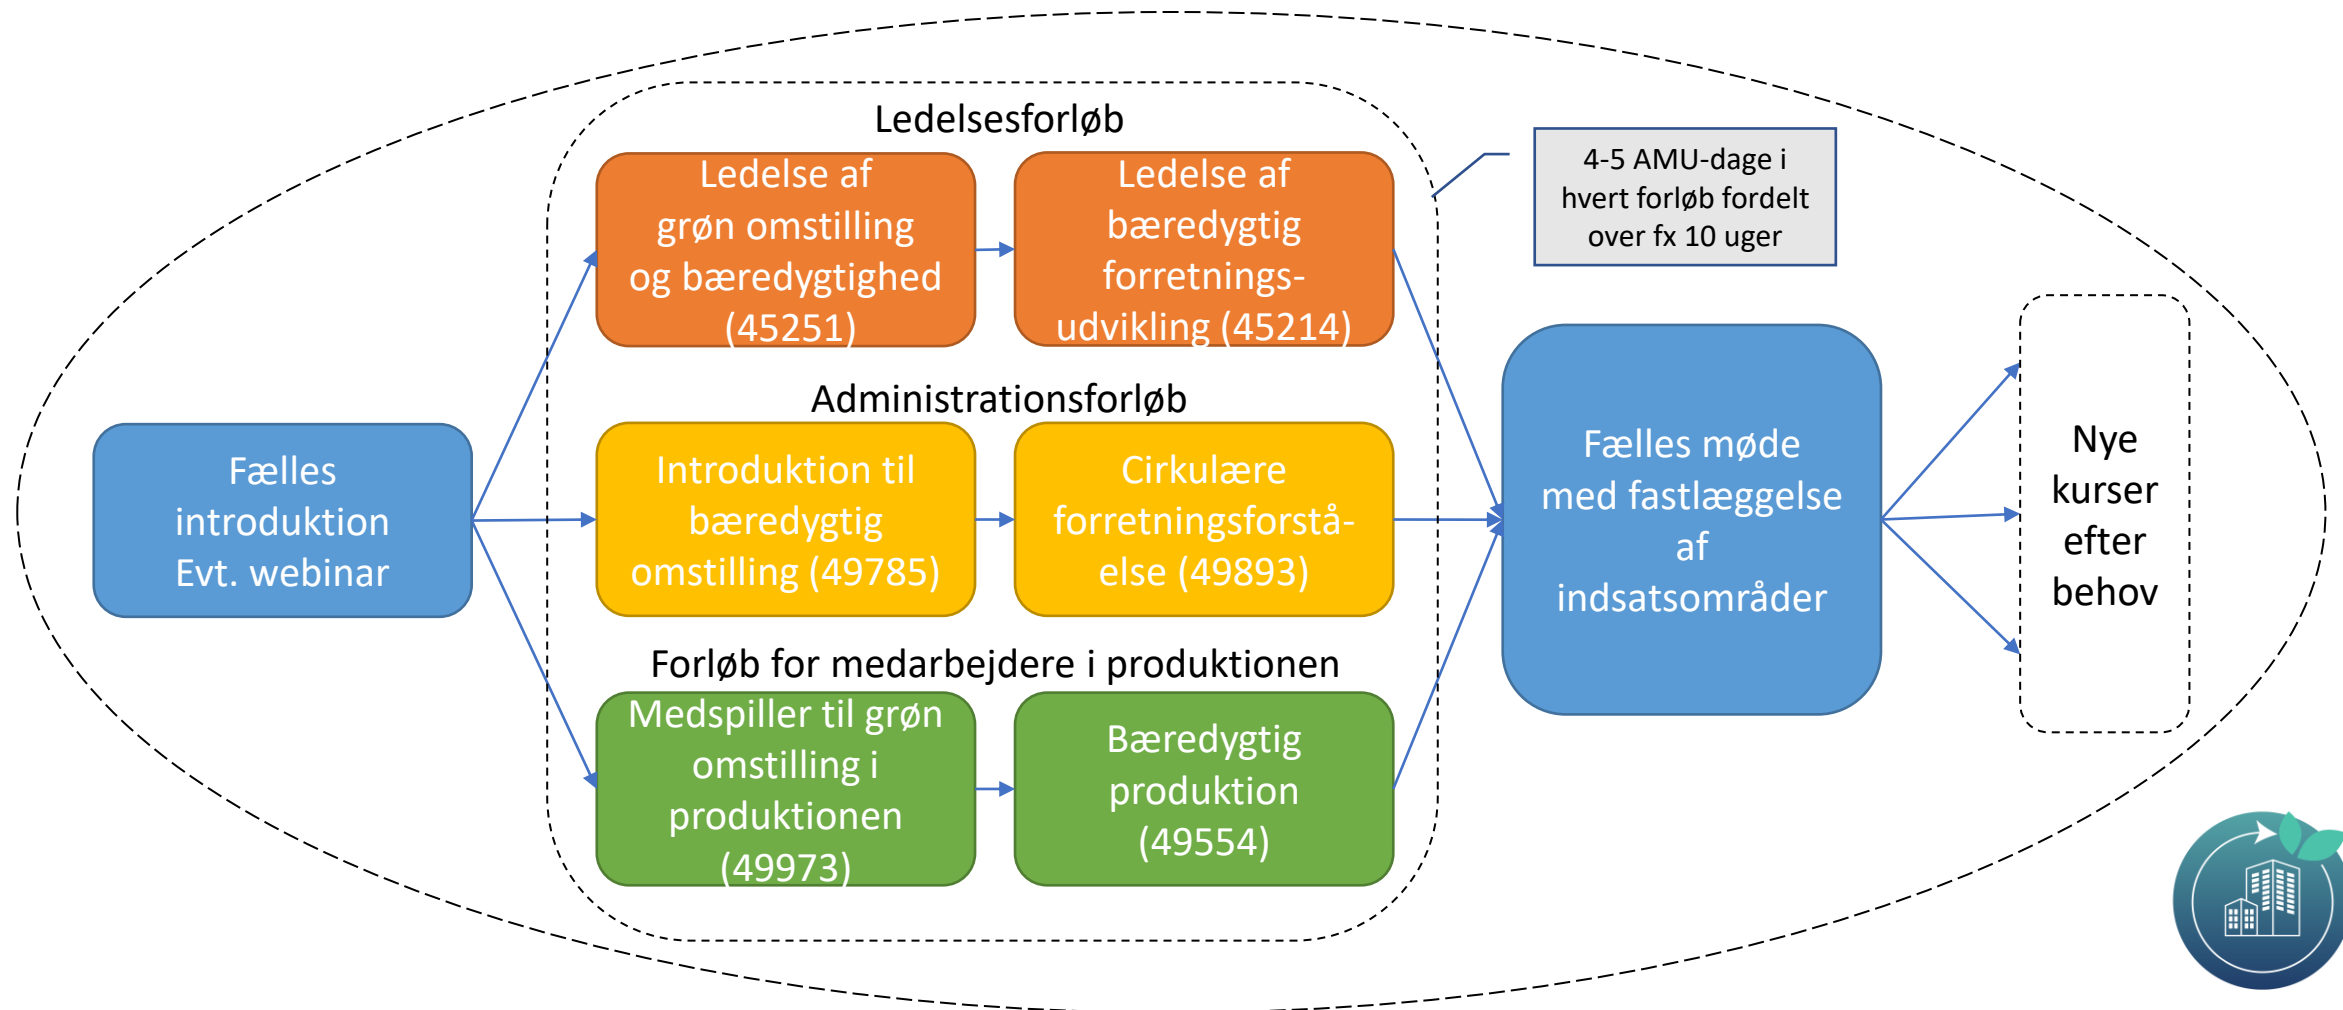 Fælles
introduktion
Evt. webinar
Ledelsesforløb
Ledelse af
grøn omstilling
og bæredygtighed
(45251)
Ledelse af
bæredygtig
forretnings-
udvikling (45214)
Administrationsforløb
Introduktion til
bæredygtig
omstilling (49785)
Cirkulære
forretningsforstå-
else (49893)
Forløb for medarbejdere i produktionen
Medspiller til grøn
omstilling i
produktionen
(49973)
Bæredygtig
produktion
(49554)
4-5 AMU-dage i
hvert forløb fordelt
over fx 10 uger
Fælles møde
med fastlæggelse
af
indsatsområder
Nye
kurser
efter
behov